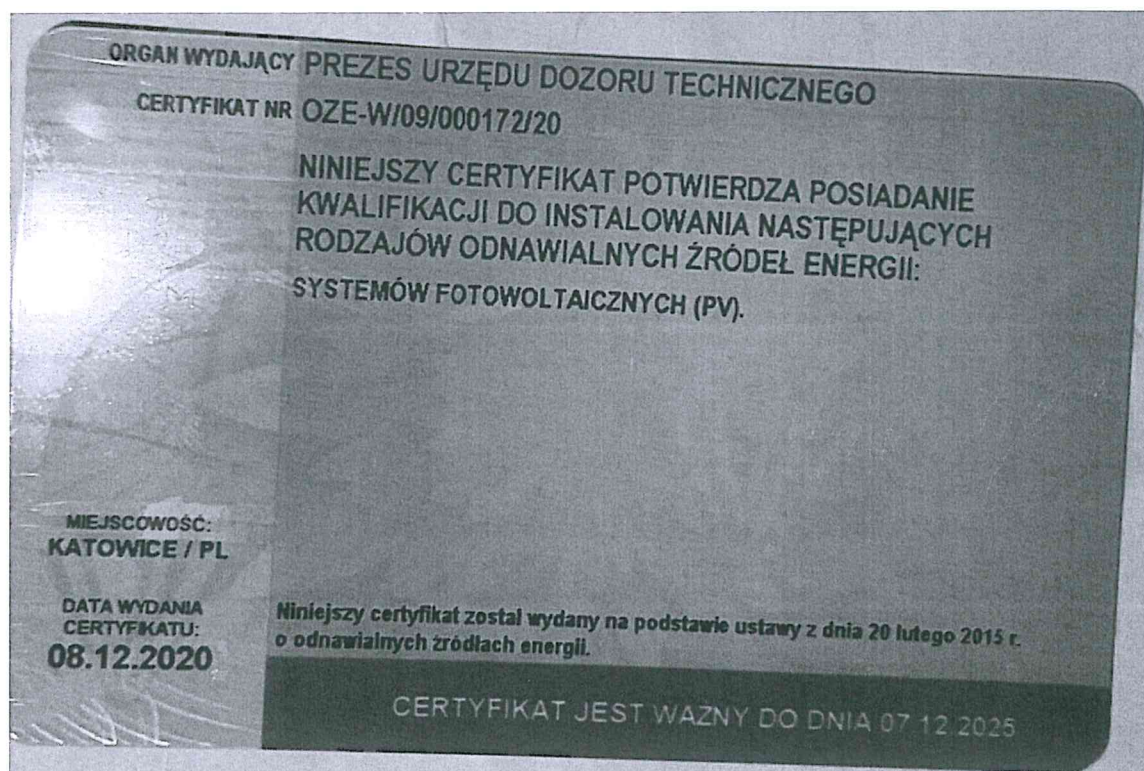 ORGAN WYDAJĄCY PREZES URZĘDU DOZORU TECHNICZNEGO
CERTYFIKAT NR OZE-W/09/000172/20
NINIEJSZY CERTYFIKAT POTWIERDZA POSIADANIE
KWALIFIKACJI DO INSTALOWANIA NASTĘPUJĄCYCH
RODZAJÓW ODNAWIALNYCH ŹRÓDEŁ ENERGII:
SYSTEMÓW FOTOWOLTAICZNYCH (PV).
MIEJSCOWOŚĆ:
KATOWICE / PL
DATA WYDANIA
CERTYFIKATU:
08.12.2020
Niniejszy certyfikat został wydany na podstawie ustawy z dnia 20 lutego 2015 r.
o odnawialnych źródłach energii.
CERTYFIKAT JEST WAŻNY DO DNIA 07.12.2025